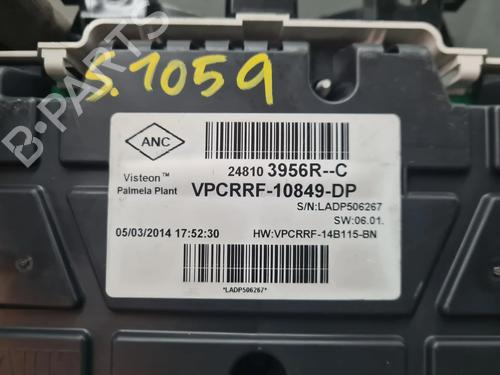 S.1059
B-PARTS
ANC
Visteon™
Palmela Plant
24810 3956R--C
VPCRRF-10849-DP
S/N:LADP506267
SW:06.01.
05/03/2014 17:52:30
HW:VPCRRF-14B115-BN
*LADP506267*